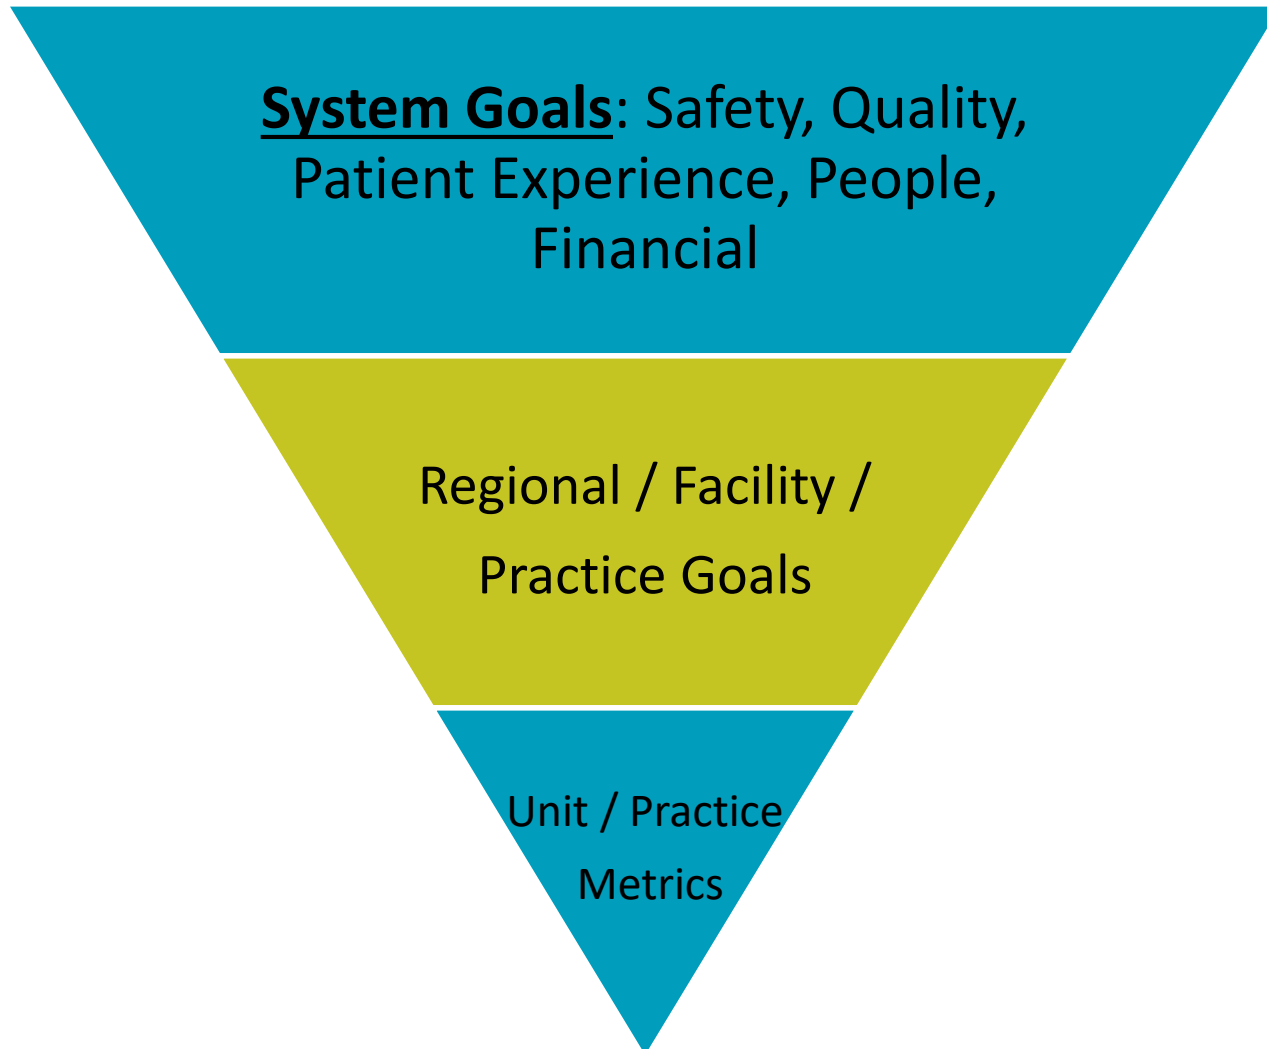 System Goals: Safety, Quality,
Patient Experience, People,
Financial
Regional / Facility /
Practice Goals
Unit / Practice
Metrics